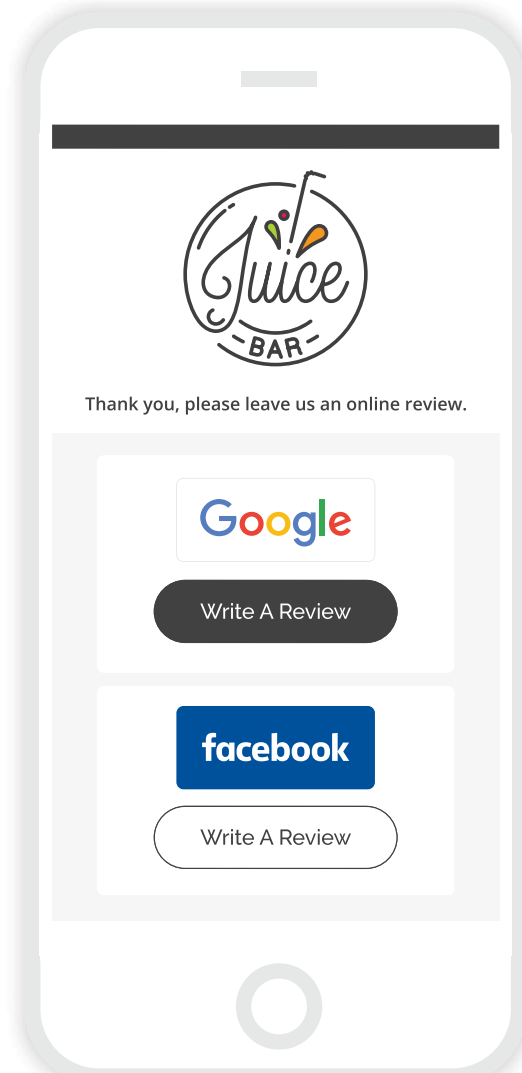 Juice
-BAR-
Thank you, please leave us an online review.
Google
Write A Review
facebook
Write A Review